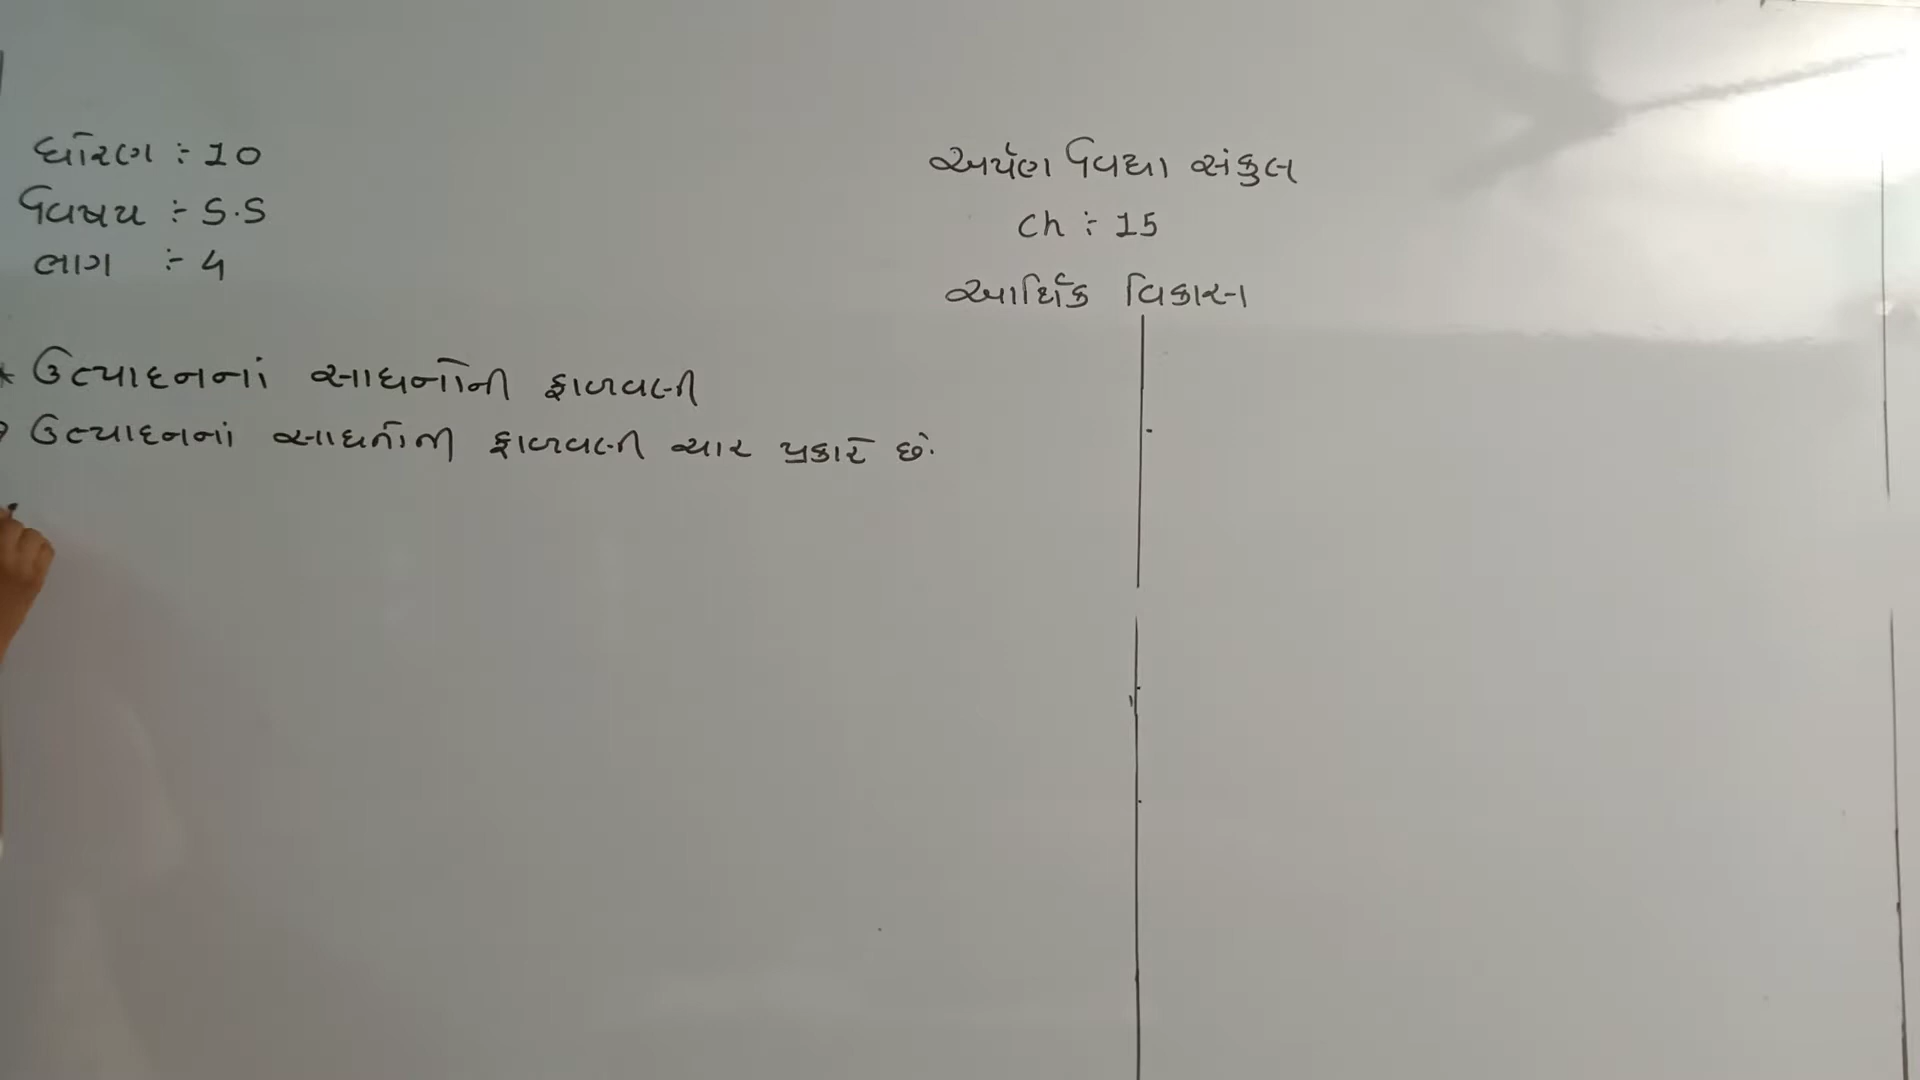 ધોરણ :- 10
વિષય :- S.S
ભાગ :- 4
અર્પણ વિદ્યા સંકુલ
Ch :- 15
આર્થિક વિકાસ
* ઉત્પાદનનાં સાધનોની ફાળવણી
ઉત્પાદનનાં સાધનોની ફાળવણી ચાર પ્રકારે છે.